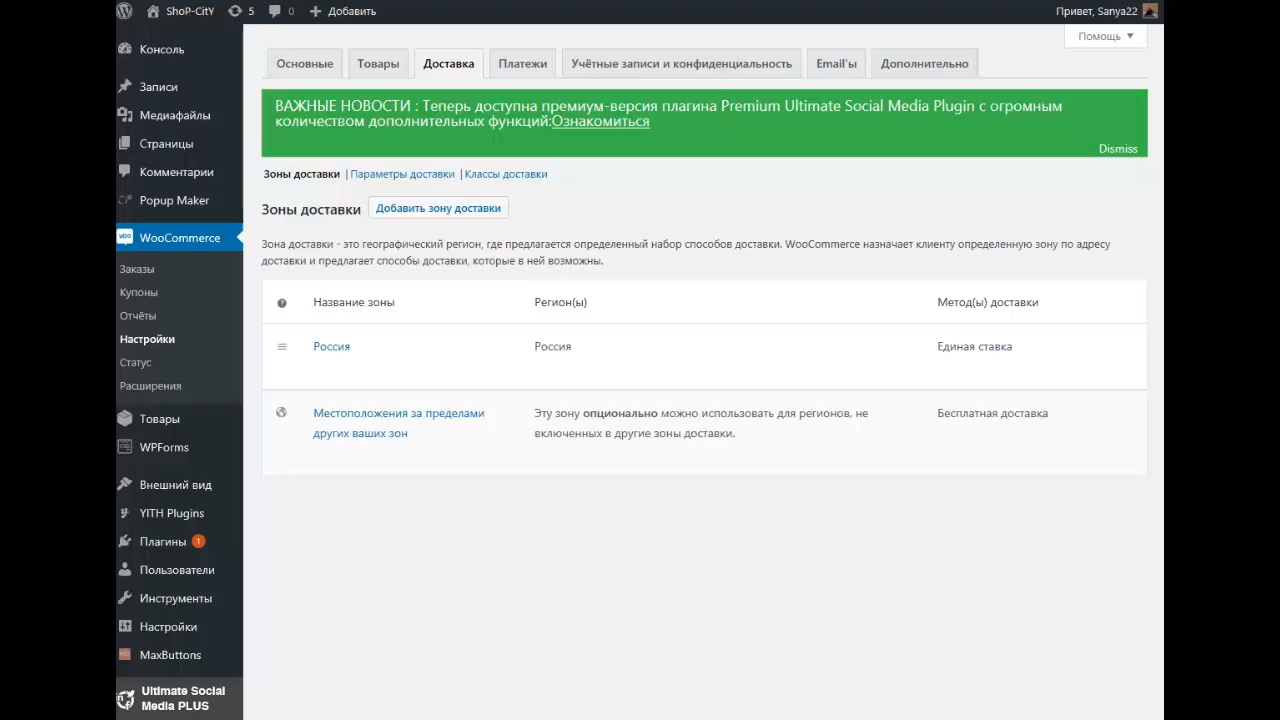 ShoP-CitY
5
0
Добавить
Привет, Sanya22
Помощь ▼
Консоль
Записи
Медиафайлы
Страницы
Комментарии
Popup Maker
WooCommerce
Заказы
Купоны
Отчёты
Настройки
Статус
Расширения
Товары
WPForms
Внешний вид
YITH Plugins
Плагины 1
Пользователи
Инструменты
Настройки
MaxButtons
Ultimate Social
Media PLUS
Основные
Товары
Доставка
Платежи
Учётные записи и конфиденциальность
Email'ы
Дополнительно
ВАЖНЫЕ НОВОСТИ : Теперь доступна премиум-версия плагина Premium Ultimate Social Media Plugin с огромным
количеством дополнительных функций:Ознакомиться
Dismiss
Зоны доставки | Параметры доставки | Классы доставки
Зоны доставки
Добавить зону доставки
Зона доставки - это географический регион, где предлагается определенный набор способов доставки. WooCommerce назначает клиенту определенную зону по адресу
доставки и предлагает способы доставки, которые в ней возможны.
Название зоны
Регион(ы)
Метод(ы) доставки
Россия
Россия
Единая ставка
Местоположения за пределами
других ваших зон
Эту зону опционально можно использовать для регионов, не
включенных в другие зоны доставки.
Бесплатная доставка